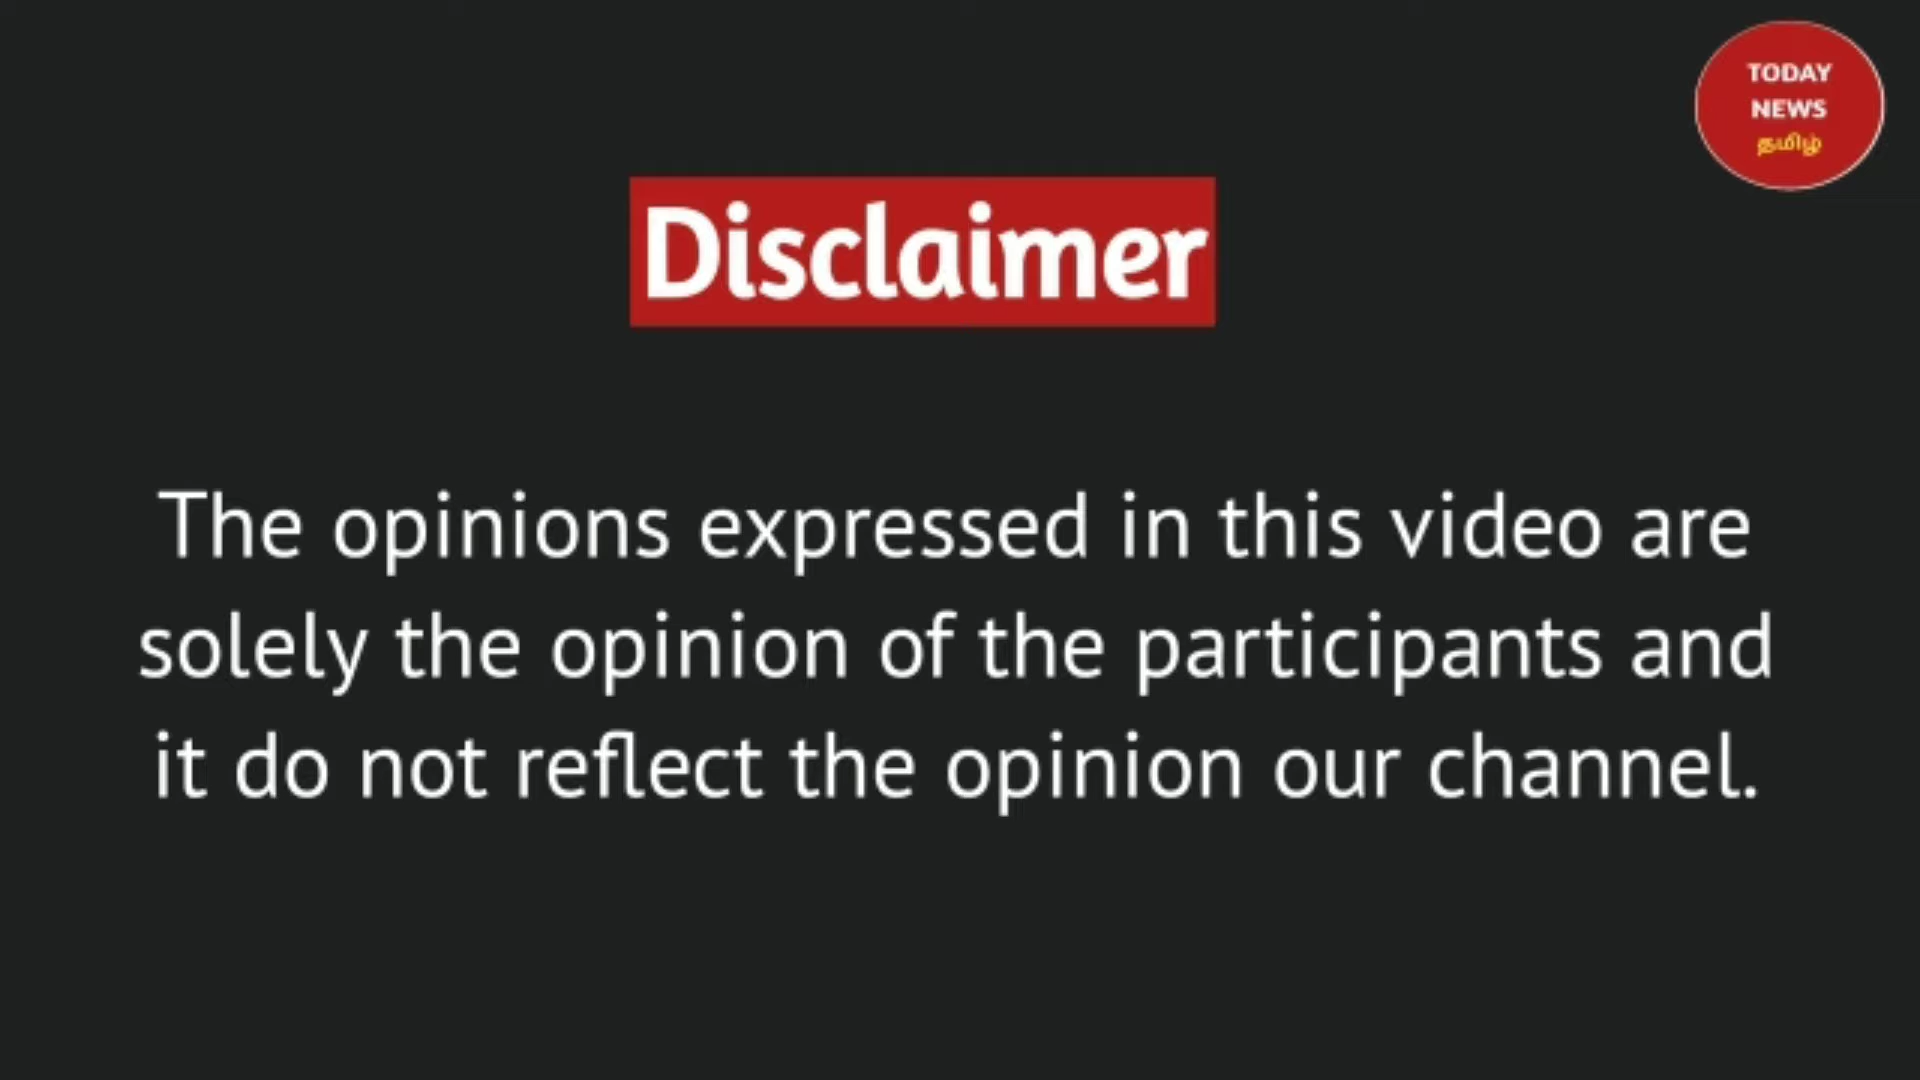 TODAY
NEWS
தமிழ்
Disclaimer
The opinions expressed in this video are
solely the opinion of the participants and
it do not reflect the opinion our channel.